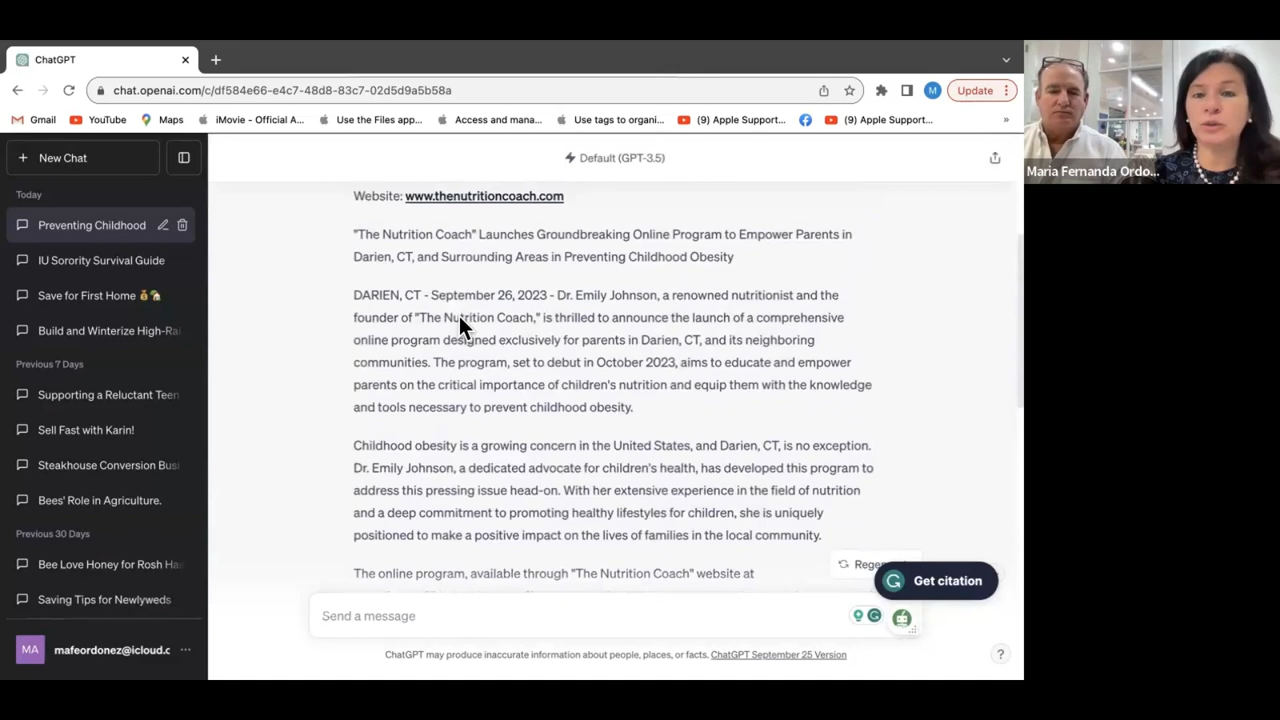 ChatGPT
chat.openai.com/c/df584e66-e4c7-48d8-83c7-02d5d9a5b58a
Update
Gmail
YouTube
Maps
iMovie - Official A...
Use the Files app...
Access and mana...
Use tags to organi...
(9) Apple Support...
(9) Apple Support...
»
New Chat
Today
Preventing Childhood
IU Sorority Survival Guide
Save for First Home 💰🏡
Build and Winterize High-Ra
Previous 7 Days
Supporting a Reluctant Teen
Sell Fast with Karin!
Steakhouse Conversion Busi
Bees' Role in Agriculture.
Previous 30 Days
Bee Love Honey for Rosh Ha
Saving Tips for Newlyweds
MA
mafeordonez@icloud.c
Default (GPT-3.5)
Website: www.thenutritioncoach.com
"The Nutrition Coach" Launches Groundbreaking Online Program to Empower Parents in
Darien, CT, and Surrounding Areas in Preventing Childhood Obesity
DARIEN, CT - September 26, 2023 - Dr. Emily Johnson, a renowned nutritionist and the
founder of "The Nutrition Coach," is thrilled to announce the launch of a comprehensive
online program designed exclusively for parents in Darien, CT, and its neighboring
communities. The program, set to debut in October 2023, aims to educate and empower
parents on the critical importance of children's nutrition and equip them with the knowledge
and tools necessary to prevent childhood obesity.
Childhood obesity is a growing concern in the United States, and Darien, CT, is no exception.
Dr. Emily Johnson, a dedicated advocate for children's health, has developed this program to
address this pressing issue head-on. With her extensive experience in the field of nutrition
and a deep commitment to promoting healthy lifestyles for children, she is uniquely
positioned to make a positive impact on the lives of families in the local community.
The online program, available through "The Nutrition Coach" website at
Get citation
Send a message
ChatGPT may produce inaccurate information about people, places, or facts. ChatGPT September 25 Version
?
M
Maria Fernanda Ordo...